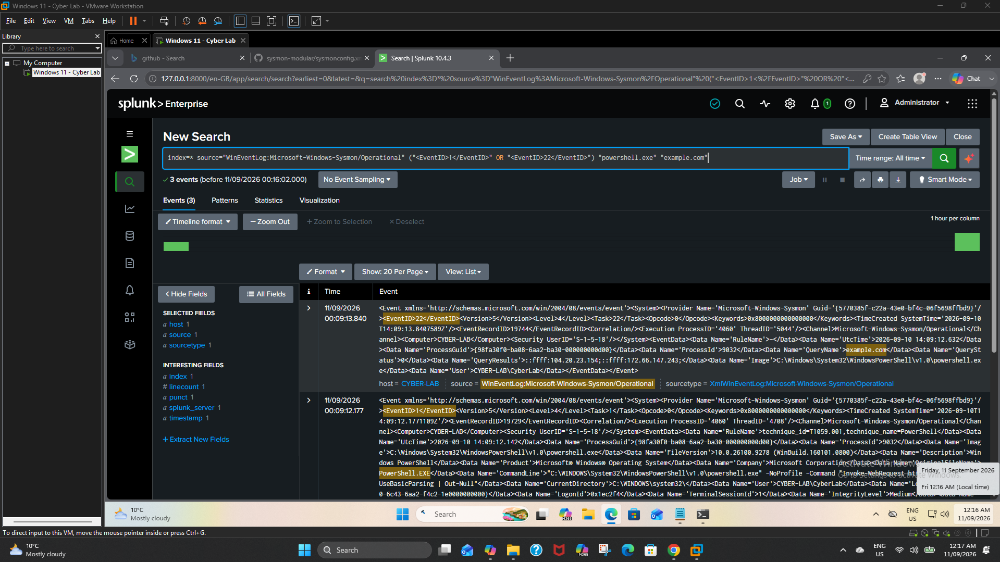 Windows 11 - Cyber Lab - VMware Workstation
File Edit View VM Tabs Help
Library
Type here to search
My Computer
Windows 11 - Cyber Lab
Home
Windows 11 - Cyber Lab
github - Search
sysmon-modular/sysmonconfig.xm
Search | Splunk 10.4.3
127.0.0.1:8000/en-GB/app/search/search?earliest=0&latest=&q=search%20index%3D*%20source%3D"WinEventLog%3AMicrosoft-Windows-Sysmon%2FOperational"%20("<EventID>1<%2FEventID>"%20OR%20"<...
Chat
splunk>Enterprise
1
Administrator
New Search
Save As
Create Table View
Close
index=* source="WinEventLog:Microsoft-Windows-Sysmon/Operational" ("<EventID>1</EventID>" OR "<EventID>22</EventID>") "powershell.exe" "example.com"
Time range: All time
3 events (before 11/09/2026 00:16:02.000)
No Event Sampling
Job
Smart Mode
Events (3)
Patterns
Statistics
Visualization
Timeline format
— Zoom Out
+ Zoom to Selection
× Deselect
1 hour per column
Format
Show: 20 Per Page
View: List
< Hide Fields
All Fields
i
Time
Event
SELECTED FIELDS
a host 1
a source 1
a sourcetype 1
INTERESTING FIELDS
a index 1
# linecount 1
a punct 1
a splunk_server 1
a timestamp 1
+ Extract New Fields
11/09/2026
00:09:13.840
<Event xmlns='http://schemas.microsoft.com/win/2004/08/events/event'><System><Provider Name='Microsoft-Windows-Sysmon' Guid='{5770385f-c22a-43e0-bf4c-06f5698ffbd9}'/
><EventID>22</EventID><Version>5</Version><Level>4</Level><Task>22</Task><Opcode>0</Opcode><Keywords>0x8000000000000000</Keywords><TimeCreated SystemTime='2026-09-10
T14:09:13.8407589Z'/><EventRecordID>19744</EventRecordID><Correlation/><Execution ProcessID='4060' ThreadID='5044'/><Channel>Microsoft-Windows-Sysmon/Operational</Ch
annel><Computer>CYBER-LAB</Computer><Security UserID='S-1-5-18'/></System><EventData><Data Name='RuleName'>-</Data><Data Name='UtcTime'>2026-09-10 14:09:12.632</Data
><Data Name='ProcessGuid'>{98fa30f0-ba08-6aa2-ba30-000000000d00}</Data><Data Name='ProcessId'>9032</Data><Data Name='QueryName'>example.com</Data><Data Name='QuerySt
atus'>0</Data><Data Name='QueryResults'>::ffff:104.20.23.154;::ffff:172.66.147.243;</Data><Data Name='Image'>C:\Windows\System32\WindowsPowerShell\v1.0\powershell.ex
e</Data><Data Name='User'>CYBER-LAB\CyberLab</Data></EventData></Event>
host = CYBER-LAB source = WinEventLog:Microsoft-Windows-Sysmon/Operational sourcetype = XmlWinEventLog:Microsoft-Windows-Sysmon/Operational
11/09/2026
00:09:12.177
<Event xmlns='http://schemas.microsoft.com/win/2004/08/events/event'><System><Provider Name='Microsoft-Windows-Sysmon' Guid='{5770385f-c22a-43e0-bf4c-06f5698ffbd9}'/
><EventID>1</EventID><Version>5</Version><Level>4</Level><Task>1</Task><Opcode>0</Opcode><Keywords>0x8000000000000000</Keywords><TimeCreated SystemTime='2026-09-10T1
4:09:12.1771109Z'/><EventRecordID>19729</EventRecordID><Correlation/><Execution ProcessID='4060' ThreadID='4708'/><Channel>Microsoft-Windows-Sysmon/Operational</Chan
nel><Computer>CYBER-LAB</Computer><Security UserID='S-1-5-18'/></System><EventData><Data Name='RuleName'>technique_id=T1059.001,technique_name=PowerShell</Data><Data
Name='UtcTime'>2026-09-10 14:09:12.142</Data><Data Name='ProcessGuid'>{98fa30f0-ba08-6aa2-ba30-000000000d00}</Data><Data Name='ProcessId'>9032</Data><Data Name='Imag
e'>C:\Windows\System32\WindowsPowerShell\v1.0\powershell.exe</Data><Data Name='FileVersion'>10.0.26100.9278 (WinBuild.160101.0800)</Data><Data Name='Description'>Win
dows PowerShell</Data><Data Name='Product'>Microsoft® Windows® Operating System</Data><Data Name='Company'>Microsoft Corporation</Data><Data Name='OriginalFileName'>
PowerShell.EXE</Data><Data Name='CommandLine'>"C:\WINDOWS\System32\WindowsPowerShell\v1.0\powershell.exe" -NoProfile -Command "Invoke-WebRequest ht
UseBasicParsing | Out-Null"</Data><Data Name='CurrentDirectory'>C:\WINDOWS\system32\</Data><Data Name='User'>CYBER-LAB\CyberLab</Data><Data Name='Lo
0-6c43-6aa2-f4c2-1e0000000000}</Data><Data Name='LogonId'>0x1ec2f4</Data><Data Name='TerminalSessionId'>1</Data><Data Name='IntegrityLevel'>Medium</Data><Data Name
Activate Windows
Go to Settings to activate Windows.
Friday, 11 September 2026
Fri 12:16 AM (Local time)
10°C
Mostly cloudy
Search
M365
ENG
US
12:16 AM
11/09/2026
To direct input to this VM, move the mouse pointer inside or press Ctrl+G.
10°C
Mostly cloudy
Search
M365
ENG
US
12:17 AM
11/09/2026